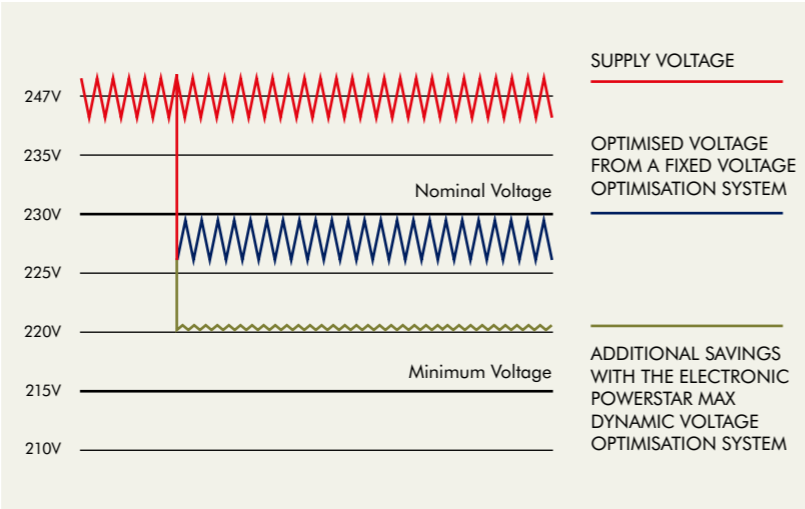 SUPPLY VOLTAGE
247V
OPTIMISED VOLTAGE
FROM A FIXED VOLTAGE
OPTIMISATION SYSTEM
235V
Nominal Voltage
230V
225V
220V
ADDITIONAL SAVINGS
WITH THE ELECTRONIC
POWERSTAR MAX
DYNAMIC VOLTAGE
OPTIMISATION SYSTEM
Minimum Voltage
215V
210V